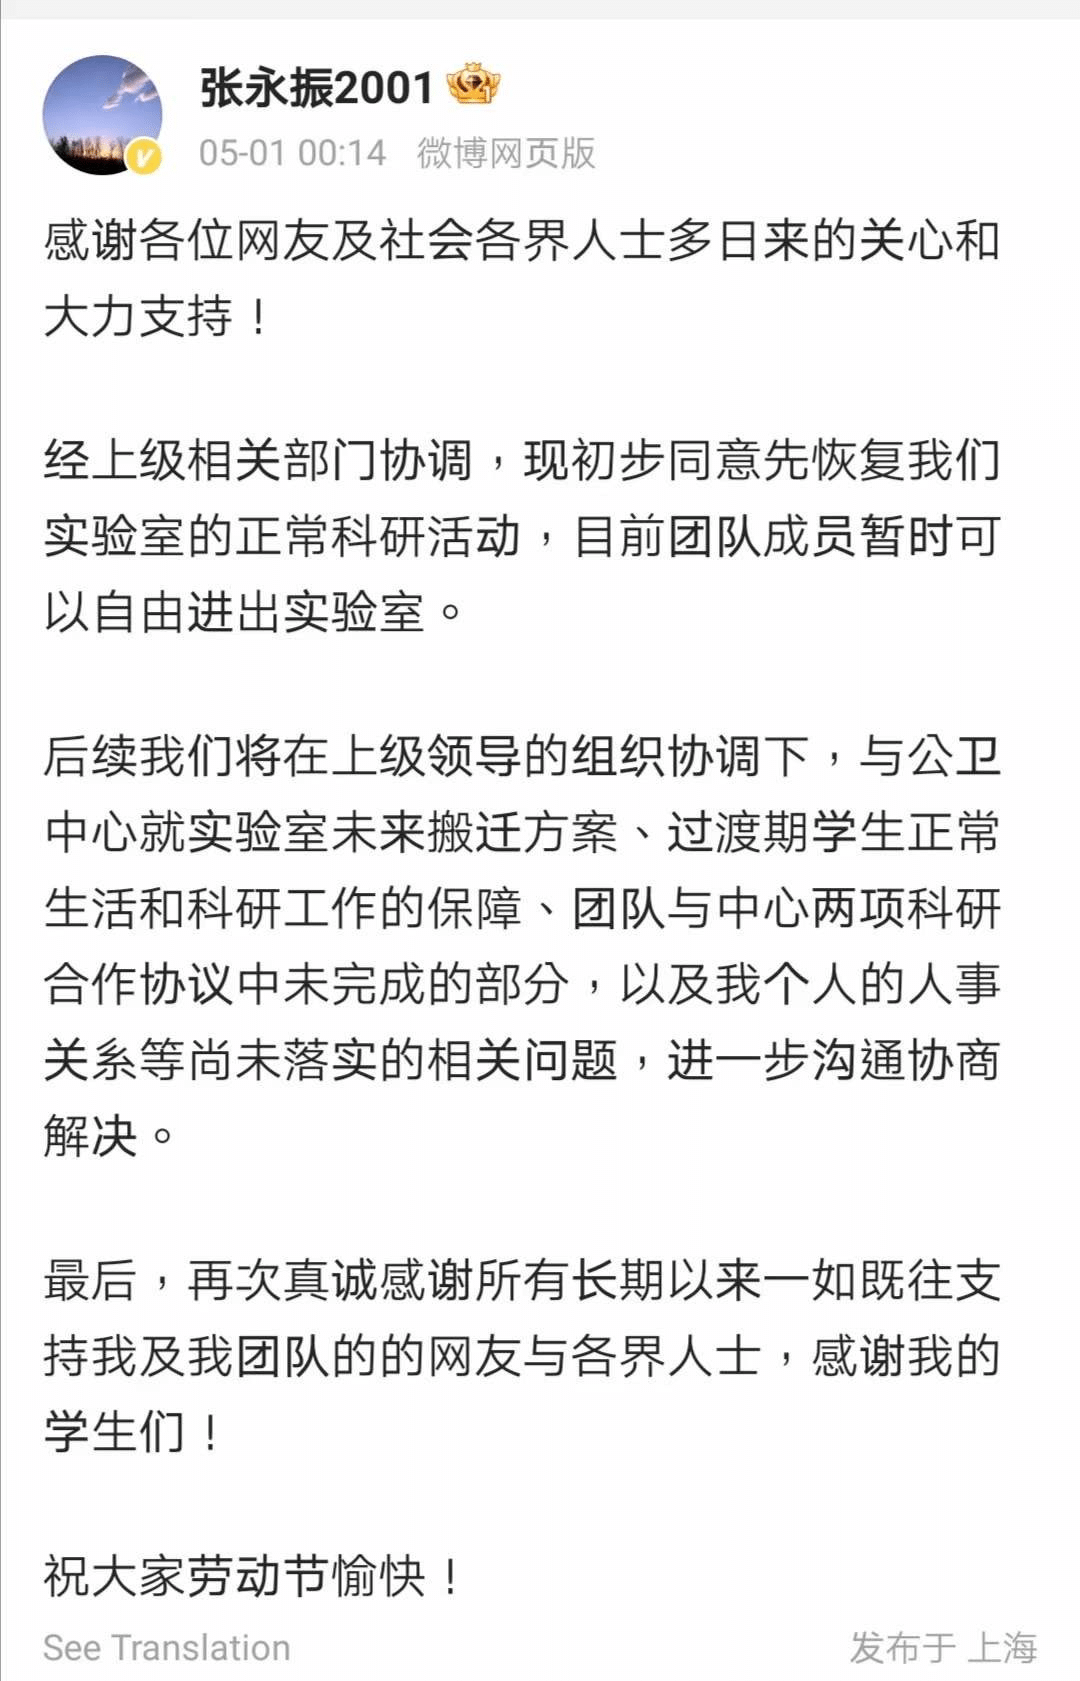 张永振2001
05-01 00:14 微博网页版
感谢各位网友及社会各界人士多日来的关心和
大力支持！
经上级相关部门协调，现初步同意先恢复我们
实验室的正常科研活动，目前团队成员暂时可
以自由进出实验室。
后续我们将在上级领导的组织协调下，与公卫
中心就实验室未来搬迁方案、过渡期学生正常
生活和科研工作的保障、团队与中心两项科研
合作协议中未完成的部分，以及我个人的人事
关系等尚未落实的相关问题，进一步沟通协商
解决。
最后，再次真诚感谢所有长期以来一如既往支
持我及我团队的的网友与各界人士，感谢我的
学生们！
祝大家劳动节愉快！
See Translation
发布于 上海